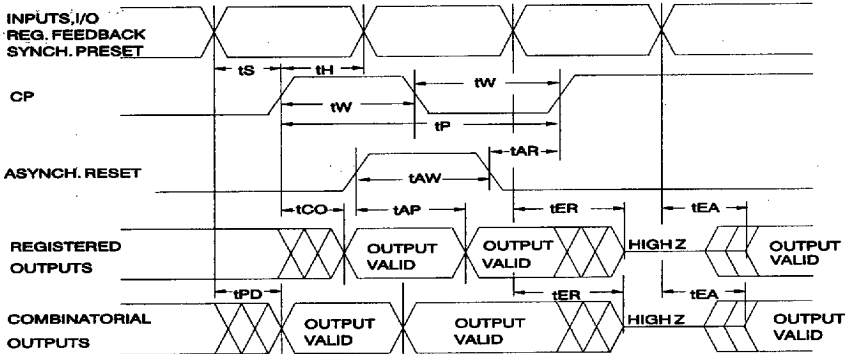 INPUTS,I/O
REG. FEEDBACK
SYNCH. PRESET
tS tH
CP
tW tW
tP
ASYNCH. RESET
tAR
tAW
tCO tAP tER tEA
REGISTERED
OUTPUTS
OUTPUT
VALID
OUTPUT
VALID
HIGH Z
OUTPUT
VALID
tPD tER tEA
COMBINATORIAL
OUTPUTS
OUTPUT
VALID
OUTPUT
VALID
HIGH Z
OUTPUT
VALID